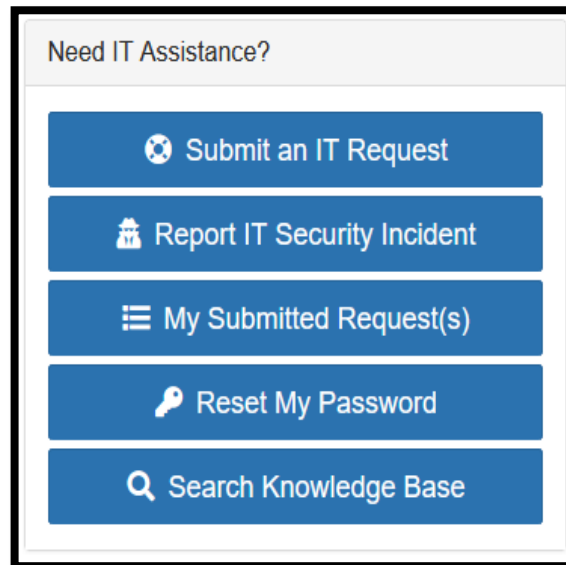 Need IT Assistance?
Submit an IT Request
Report IT Security Incident
My Submitted Request(s)
Reset My Password
Search Knowledge Base